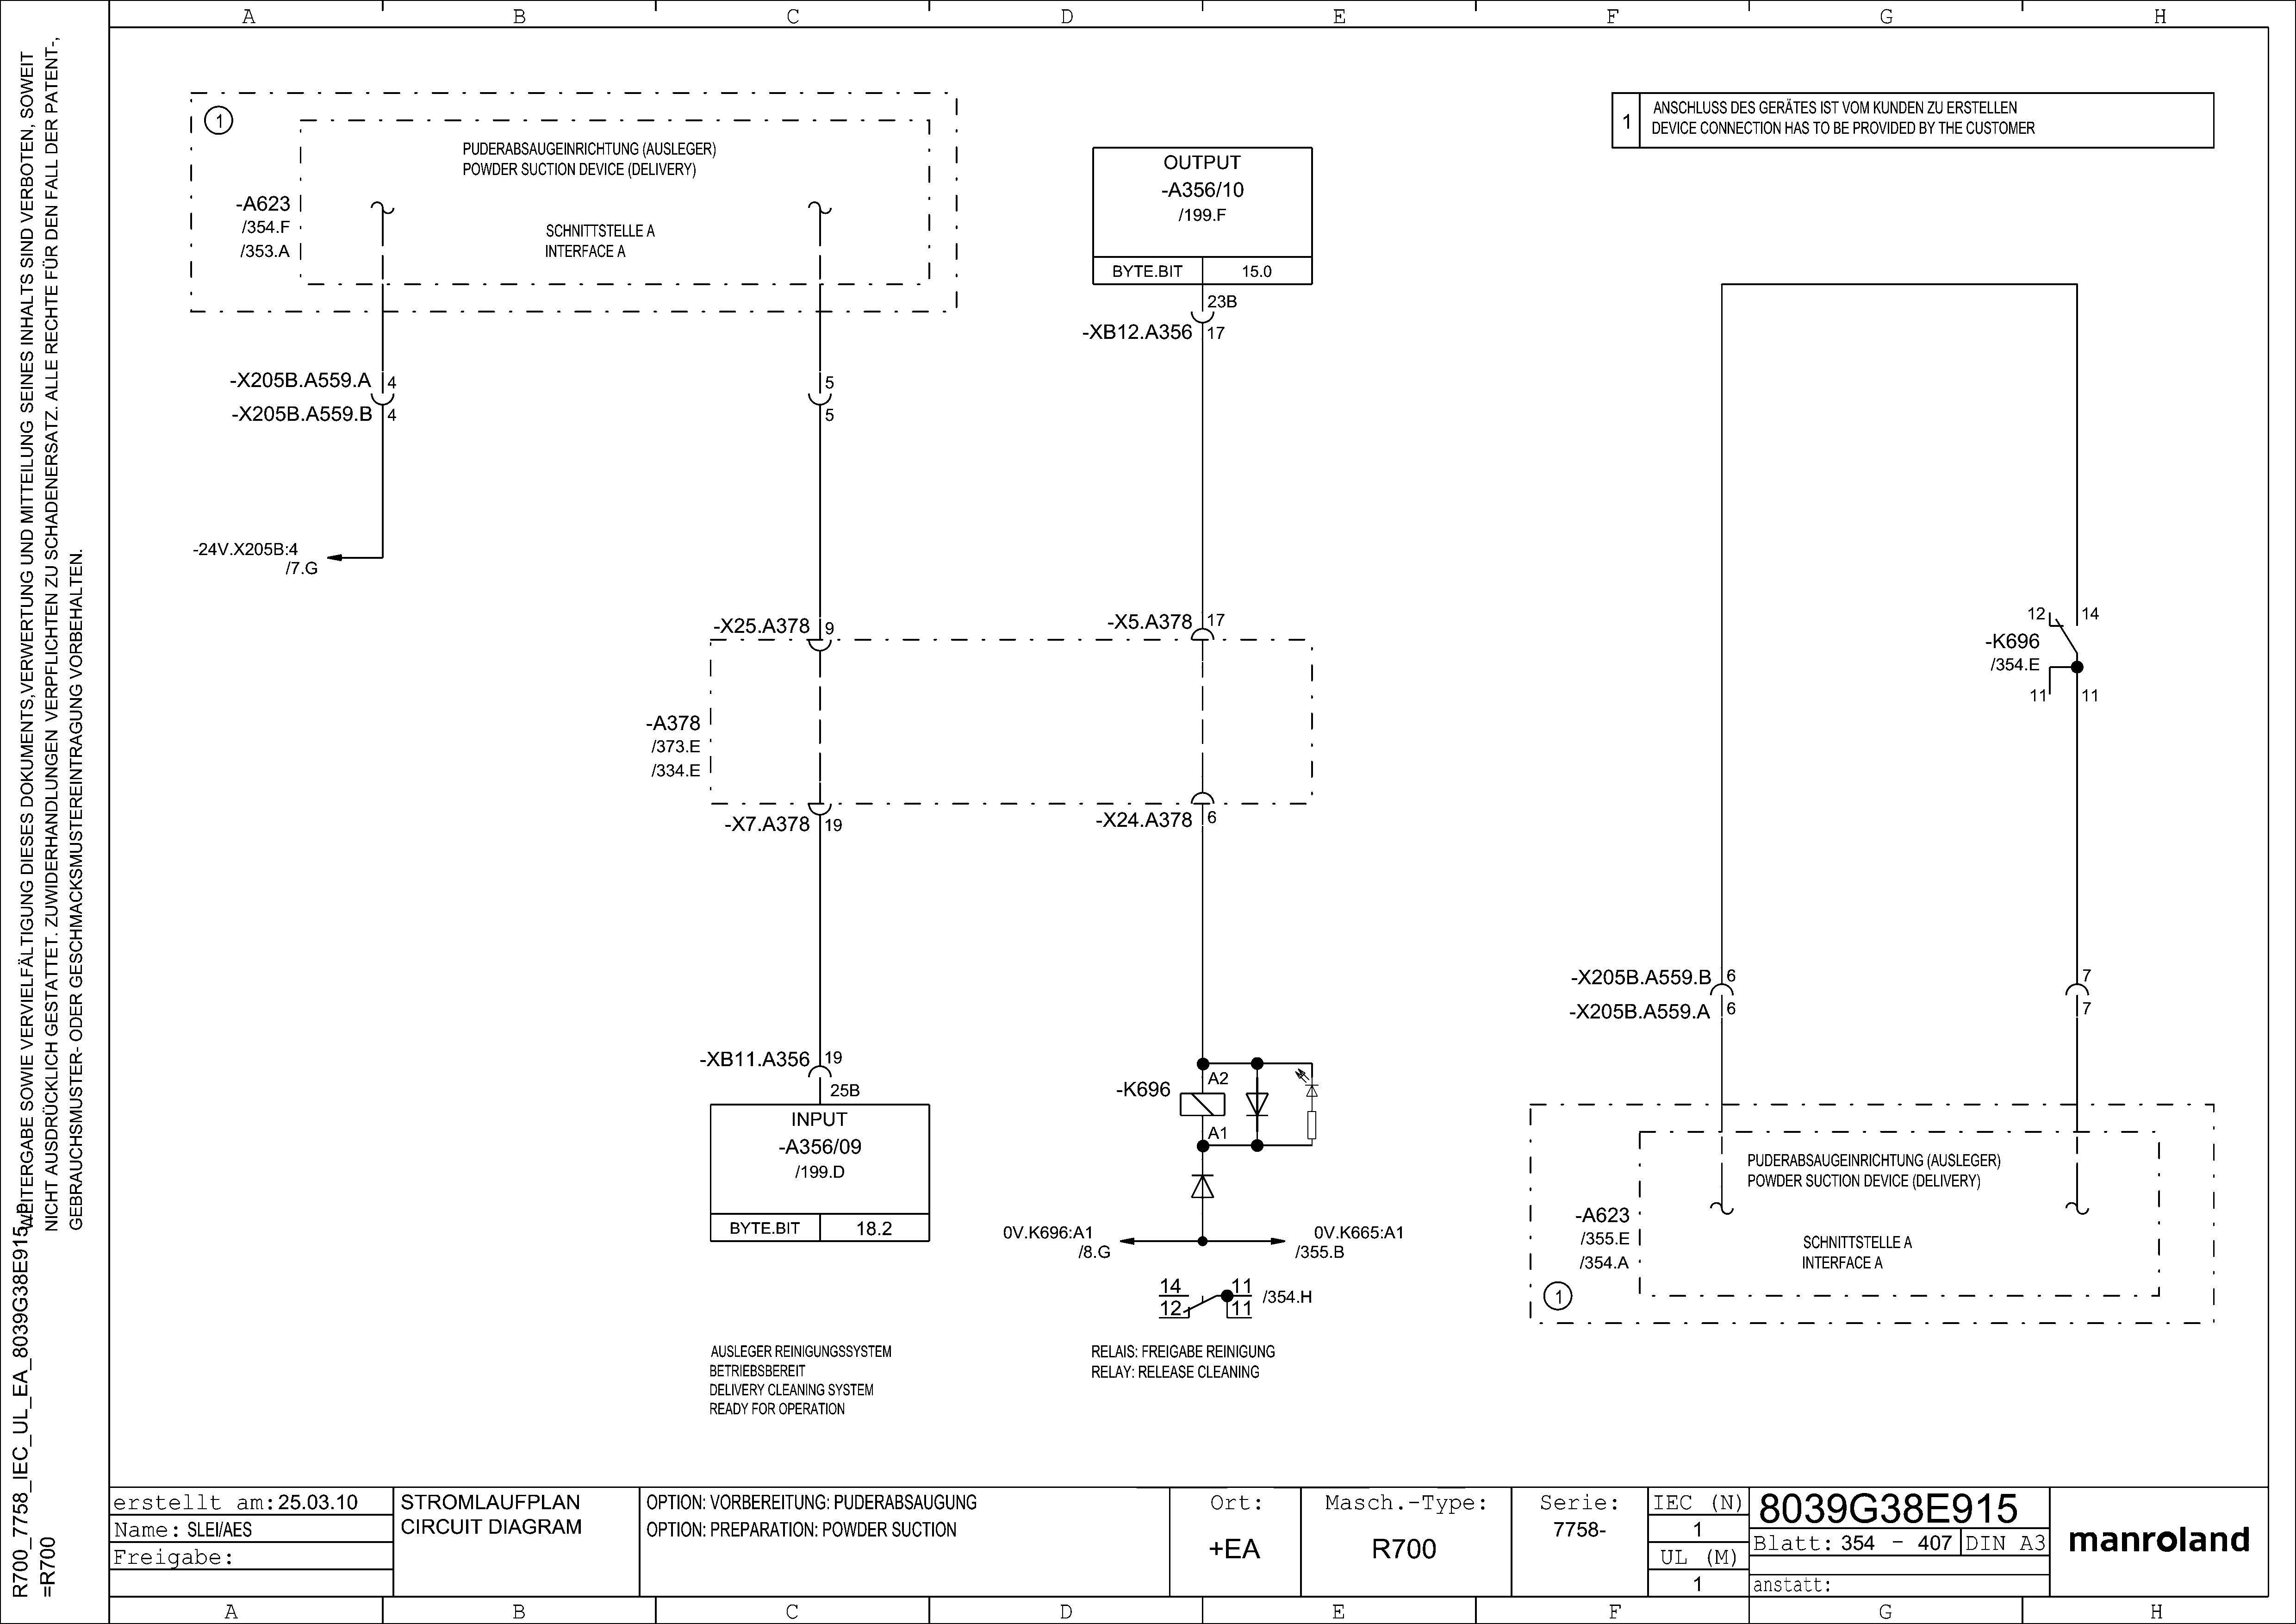 A B C D E F G H
WEITERGABE SOWIE VERVIELFÄLTIGUNG DIESES DOKUMENTS,VERWERTUNG UND MITTEILUNG SEINES INHALTS SIND VERBOTEN, SOWEIT
NICHT AUSDRÜCKLICH GESTATTET. ZUWIDERHANDLUNGEN VERPFLICHTEN ZU SCHADENERSATZ. ALLE RECHTE FÜR DEN FALL DER PATENT-,
GEBRAUCHSMUSTER- ODER GESCHMACKSMUSTEREINTRAGUNG VORBEHALTEN.
R700_7758_IEC_UL_EA_8039G38E915_D
=R700
1
PUDERABSAUGEINRICHTUNG (AUSLEGER)
POWDER SUCTION DEVICE (DELIVERY)
-A623
/354.F
/353.A
SCHNITTSTELLE A
INTERFACE A
OUTPUT
-A356/10
/199.F
BYTE.BIT 15.0
23B
-XB12.A356 17
1
ANSCHLUSS DES GERÄTES IST VOM KUNDEN ZU ERSTELLEN
DEVICE CONNECTION HAS TO BE PROVIDED BY THE CUSTOMER
-X205B.A559.A 4
5
-X205B.A559.B 4
5
-24V.X205B:4
/7.G
-X25.A378 9
-X5.A378 17
-A378
/373.E
/334.E
-X7.A378 19
-X24.A378 6
12 14
-K696
/354.E
11 11
-X205B.A559.B 6
7
-X205B.A559.A 6
7
-XB11.A356 19
25B
INPUT
-A356/09
/199.D
BYTE.BIT 18.2
-K696
A2
A1
0V.K696:A1
/8.G
0V.K665:A1
/355.B
14 11
12 11
/354.H
PUDERABSAUGEINRICHTUNG (AUSLEGER)
POWDER SUCTION DEVICE (DELIVERY)
-A623
/355.E
/354.A
SCHNITTSTELLE A
INTERFACE A
1
AUSLEGER REINIGUNGSSYSTEM
BETRIEBSBEREIT
DELIVERY CLEANING SYSTEM
READY FOR OPERATION
RELAIS: FREIGABE REINIGUNG
RELAY: RELEASE CLEANING
erstellt am: 25.03.10
Name: SLEI/AES
Freigabe:
STROMLAUFPLAN
CIRCUIT DIAGRAM
OPTION: VORBEREITUNG: PUDERABSAUGUNG
OPTION: PREPARATION: POWDER SUCTION
Ort:
+EA
Masch.-Type:
R700
Serie:
7758-
IEC (N)
1
UL (M)
1
8039G38E915
Blatt: 354 - 407 DIN A3
anstatt:
manroland
A B C D E F G H